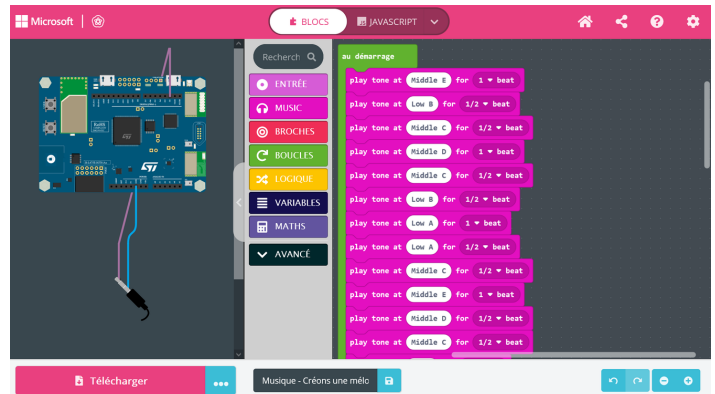 Microsoft
BLOCS
JAVASCRIPT
Recherch
ENTRÉE
MUSIC
BROCHES
BOUCLES
LOGIQUE
VARIABLES
MATHS
AVANCÉ
au démarrage
play tone at Middle E for 1 beat
play tone at Low B for 1/2 beat
play tone at Middle C for 1/2 beat
play tone at Middle D for 1 beat
play tone at Middle C for 1/2 beat
play tone at Low B for 1/2 beat
play tone at Low A for 1 beat
play tone at Low A for 1/2 beat
play tone at Middle C for 1/2 beat
play tone at Middle E for 1 beat
play tone at Middle D for 1/2 beat
play tone at Middle C for 1/2 beat
Télécharger
Musique - Créons une mélo